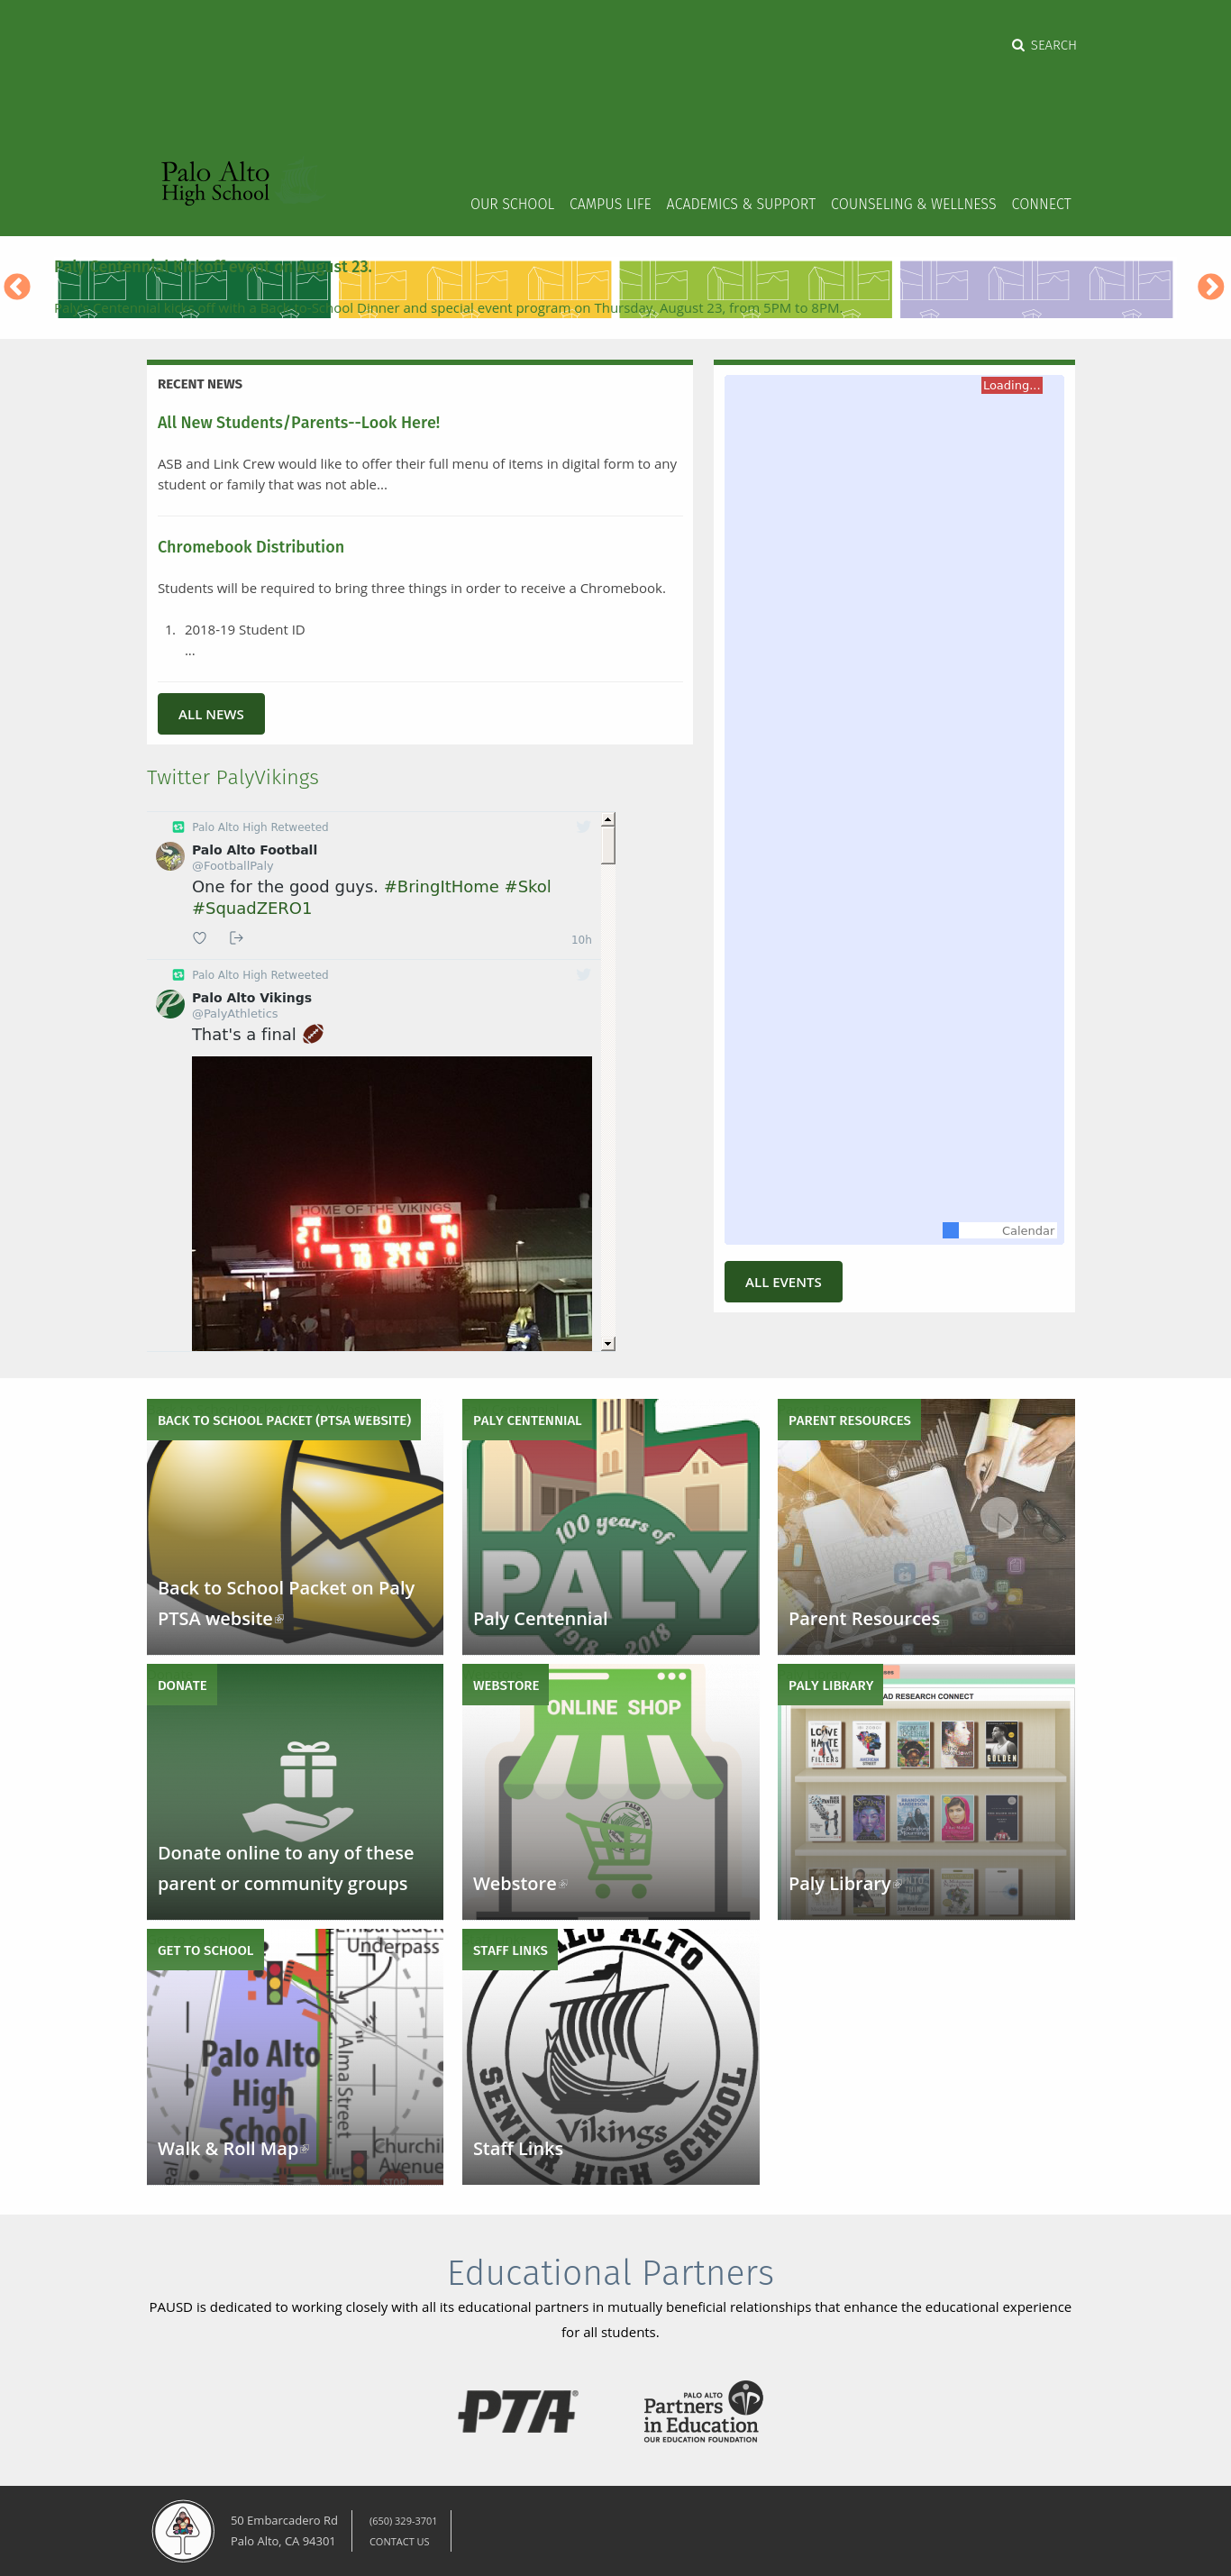 SEARCH
Palo Alto
High School
OUR SCHOOL CAMPUS LIFE ACADEMICS & SUPPORT COUNSELING & WELLNESS CONNECT
Paly Centennial Kickoff event on August 23.
Paly's Centennial kicks off with a Back-to-School Dinner and special event program on Thursday, August 23, from 5PM to 8PM.
RECENT NEWS
All New Students/Parents--Look Here!
ASB and Link Crew would like to offer their full menu of items in digital form to any
student or family that was not able...
Chromebook Distribution
Students will be required to bring three things in order to receive a Chromebook.
1. 2018-19 Student ID
...
ALL NEWS
Loading...
Calendar
ALL EVENTS
Twitter PalyVikings
Palo Alto High Retweeted
Palo Alto Football
@FootballPaly
One for the good guys. #BringItHome #Skol
#SquadZERO1
10h
Palo Alto High Retweeted
Palo Alto Vikings
@PalyAthletics
That's a final 🏈
HOME OF THE VIKINGS
BACK TO SCHOOL PACKET (PTSA WEBSITE)
Back to School Packet on Paly
PTSA website
PALY CENTENNIAL
100 years of
PALY
1918 - 2018
Paly Centennial
PARENT RESOURCES
Parent Resources
DONATE
Donate online to any of these
parent or community groups
WEBSTORE
ONLINE SHOP
Webstore
PALY LIBRARY
AD RESEARCH CONNECT
Paly Library
GET TO SCHOOL
Embarcadero
Underpass
Palo Alto
High
School
Alma Street
Churchill
Avenue
STOP
Walk & Roll Map
STAFF LINKS
PALO ALTO
Vikings
SENIOR HIGH SCHOOL
Staff Links
Educational Partners
PAUSD is dedicated to working closely with all its educational partners in mutually beneficial relationships that enhance the educational experience
for all students.
PTA®
PALO ALTO
Partners
in Education
OUR EDUCATION FOUNDATION
50 Embarcadero Rd
Palo Alto, CA 94301
(650) 329-3701
CONTACT US